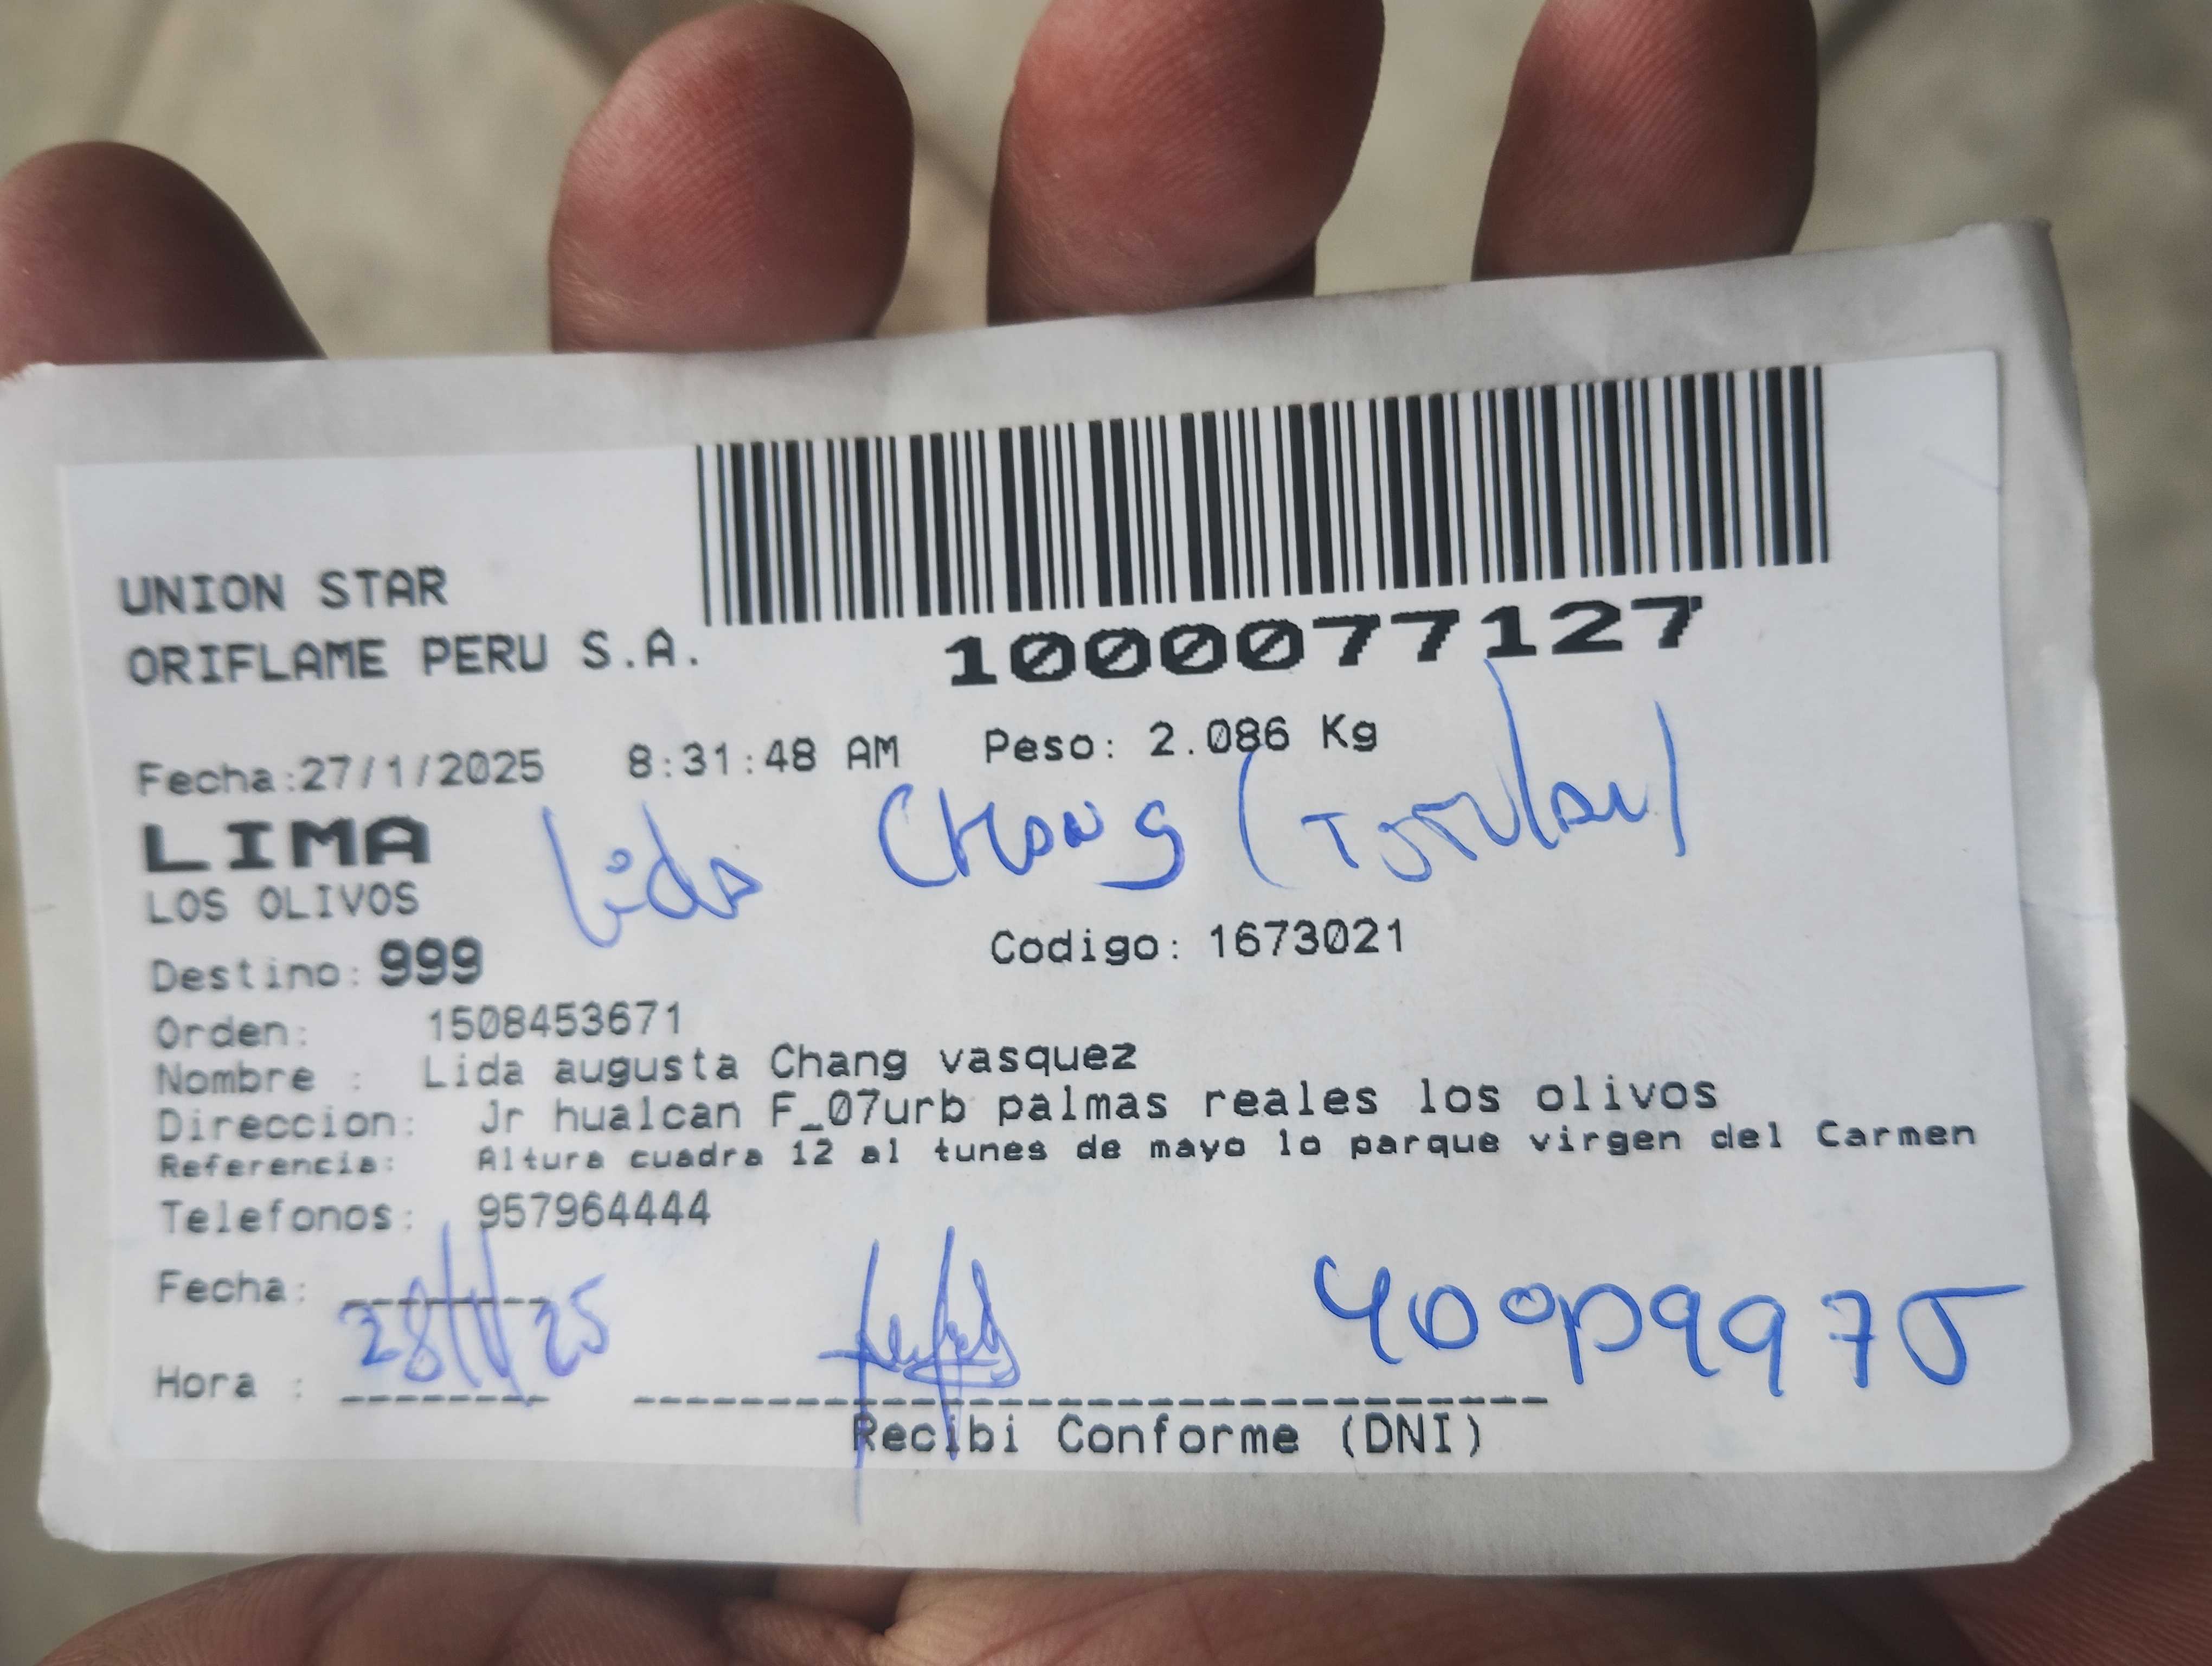 UNION STAR
ORIFLAME PERU S.A.
1000077127
Fecha:27/1/2025 8:31:48 AM Peso: 2.086 Kg
LIMA
Lida Chang (Titular)
LOS OLIVOS
Destino: 999
Codigo: 1673021
Orden: 1508453671
Nombre : Lida augusta Chang vasquez
Direccion: Jr hualcan F_07urb palmas reales los olivos
Referencia: Altura cuadra 12 al tunes de mayo lo parque virgen del Carmen
Telefonos: 957964444
Fecha: 28/1/25
Hora :
Recibi Conforme (DNI)